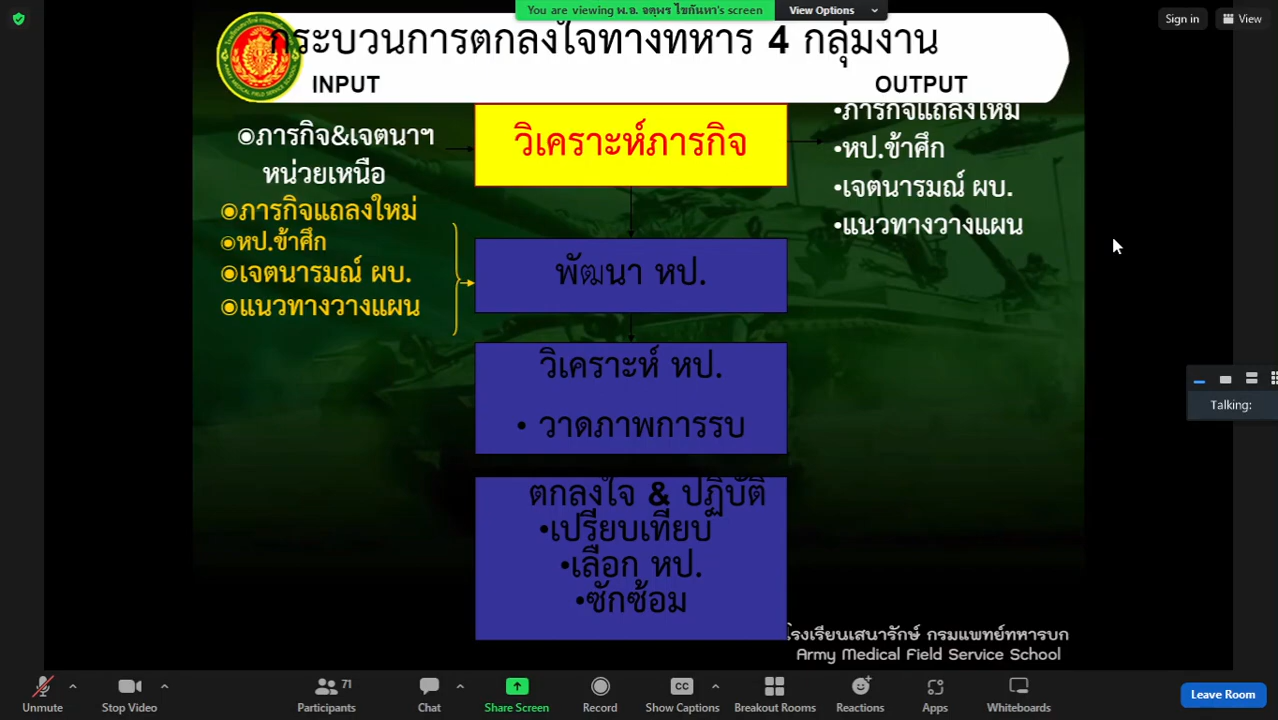 You are viewing พ.อ. จตุพร ไขกันหา's screen
View Options
Sign in
View
กระบวนการตกลงใจทางทหาร 4 กลุ่มงาน
INPUT
OUTPUT
◉ภารกิจ&เจตนาฯ
หน่วยเหนือ
◉ภารกิจแถลงใหม่
◉หป.ข้าศึก
◉เจตนารมณ์ ผบ.
◉แนวทางวางแผน
วิเคราะห์ภารกิจ
•ภารกิจแถลงใหม่
•หป.ข้าศึก
•เจตนารมณ์ ผบ.
•แนวทางวางแผน
พัฒนา หป.
วิเคราะห์ หป.
• วาดภาพการรบ
ตกลงใจ & ปฏิบัติ
•เปรียบเทียบ
•เลือก หป.
•ซักซ้อม
Talking:
โรงเรียนเสนารักษ์ กรมแพทย์ทหารบก
Army Medical Field Service School
Unmute
Stop Video
Participants
71
Chat
Share Screen
Record
CC
Show Captions
Breakout Rooms
Reactions
Apps
Whiteboards
Leave Room